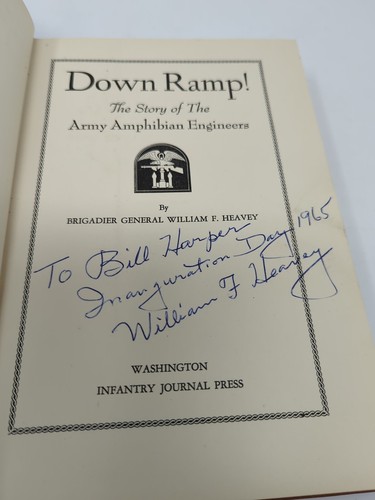 Down Ramp!
The Story of The
Army Amphibian Engineers
By
BRIGADIER GENERAL WILLIAM F. HEAVEY
To Bill Harper
Inauguration Day, 1965
William F Heavey
WASHINGTON
INFANTRY JOURNAL PRESS